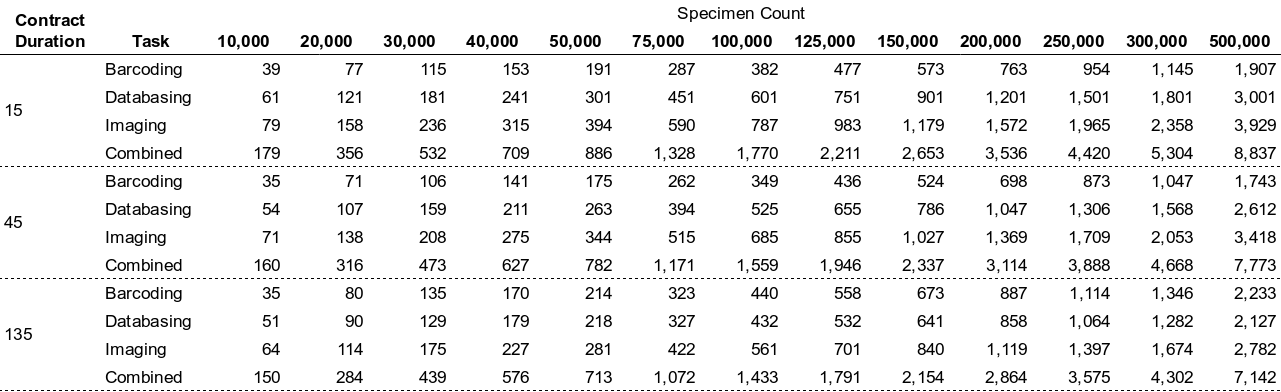 Specimen Count
Contract Duration Task 10,000 20,000 30,000 40,000 50,000 75,000 100,000 125,000 150,000 200,000 250,000 300,000 500,000
Barcoding 39 77 115 153 191 287 382 477 573 763 954 1,145 1,907
Databasing 61 121 181 241 301 451 601 751 901 1,201 1,501 1,801 3,001
15
Imaging 79 158 236 315 394 590 787 983 1,179 1,572 1,965 2,358 3,929
Combined 179 356 532 709 886 1,328 1,770 2,211 2,653 3,536 4,420 5,304 8,837
Barcoding 35 71 106 141 175 262 349 436 524 698 873 1,047 1,743
Databasing 54 107 159 211 263 394 525 655 786 1,047 1,306 1,568 2,612
45
Imaging 71 138 208 275 344 515 685 855 1,027 1,369 1,709 2,053 3,418
Combined 160 316 473 627 782 1,171 1,559 1,946 2,337 3,114 3,888 4,668 7,773
Barcoding 35 80 135 170 214 323 440 558 673 887 1,114 1,346 2,233
Databasing 51 90 129 179 218 327 432 532 641 858 1,064 1,282 2,127
135
Imaging 64 114 175 227 281 422 561 701 840 1,119 1,397 1,674 2,782
Combined 150 284 439 576 713 1,072 1,433 1,791 2,154 2,864 3,575 4,302 7,142